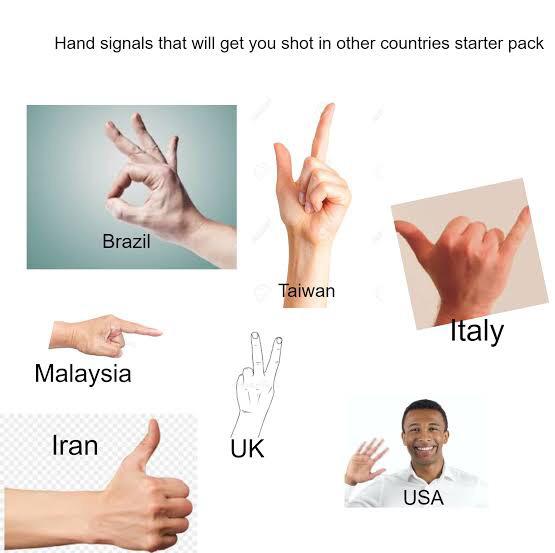 Hand signals that will get you shot in other countries starter pack
Brazil
Taiwan
Italy
Malaysia
Iran
UK
USA